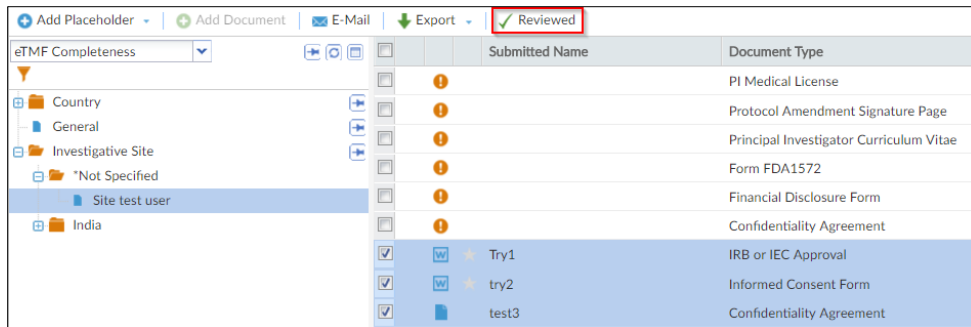 Add Placeholder Add Document E-Mail Export Reviewed
eTMF Completeness
Country
General
Investigative Site
*Not Specified
Site test user
India
Submitted Name Document Type
PI Medical License
Protocol Amendment Signature Page
Principal Investigator Curriculum Vitae
Form FDA1572
Financial Disclosure Form
Confidentiality Agreement
Try1 IRB or IEC Approval
try2 Informed Consent Form
test3 Confidentiality Agreement